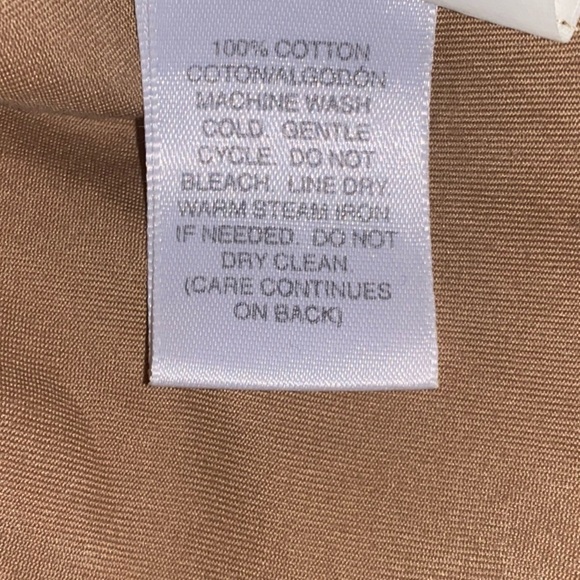 100% COTTON
COTON/ALGODÓN
MACHINE WASH
COLD. GENTLE
CYCLE. DO NOT
BLEACH. LINE DRY
WARM STEAM IRON
IF NEEDED. DO NOT
DRY CLEAN.
(CARE CONTINUES
ON BACK)